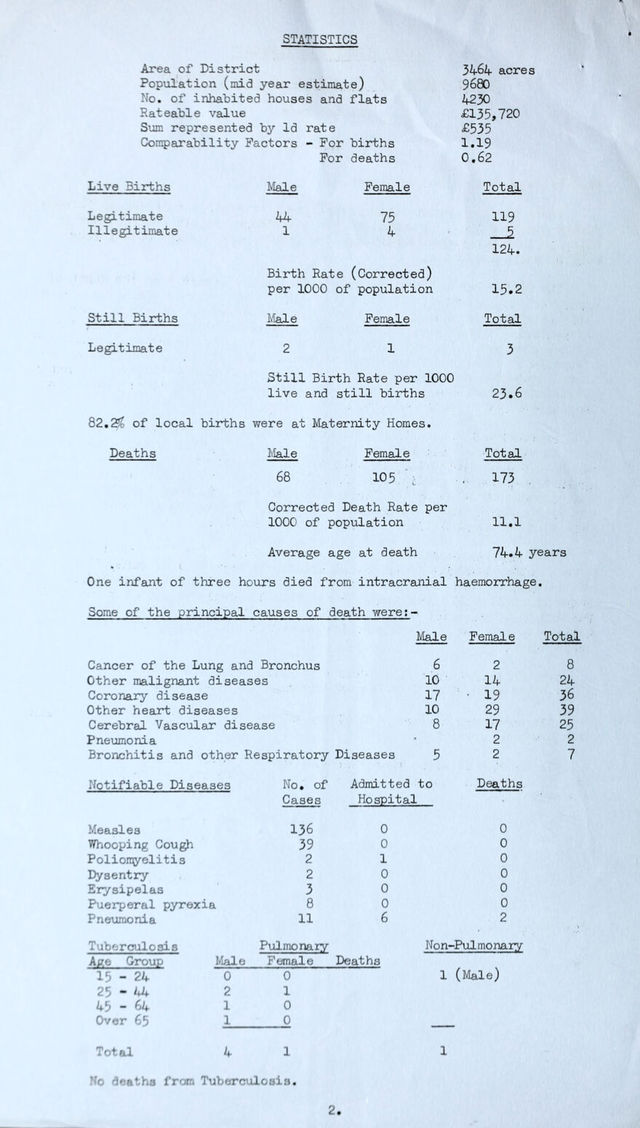 STATISTICS
Area of District 3464 acres
Population (mid year estimate) 9680
No. of inhabited houses and flats 4230
Rateable value £135,720
Sum represented by 1d rate £535
Comparability Factors - For births 1.19
For deaths 0.62
Live Births Male Female Total
Legitimate 44 75 119
Illegitimate 1 4 5
124.
Birth Rate (Corrected)
per 1000 of population 15.2
Still Births Male Female Total
Legitimate 2 1 3
Still Birth Rate per 1000
live and still births 23.6
82.2% of local births were at Maternity Homes.
Deaths Male Female Total
68 105 173
Corrected Death Rate per
1000 of population 11.1
Average age at death 74.4 years
One infant of three hours died from intracranial haemorrhage.
Some of the principal causes of death were:-
Male Female Total
Cancer of the Lung and Bronchus 6 2 8
Other malignant diseases 10 14 24
Coronary disease 17 19 36
Other heart diseases 10 29 39
Cerebral Vascular disease 8 17 25
Pneumonia 2 2
Bronchitis and other Respiratory Diseases 5 2 7
Notifiable Diseases No. of Admitted to Deaths
Cases Hospital
Measles 136 0 0
Whooping Cough 39 0 0
Poliomyelitis 2 1 0
Dysentry 2 0 0
Erysipelas 3 0 0
Puerperal pyrexia 8 0 0
Pneumonia 11 6 2
Tuberculosis Pulmonary Non-Pulmonary
Age Group Male Female Deaths
15 - 24 0 0 1 (Male)
25 - 44 2 1
45 - 64 1 0
Over 65 1 0
Total 4 1 1
No deaths from Tuberculosis.
2.